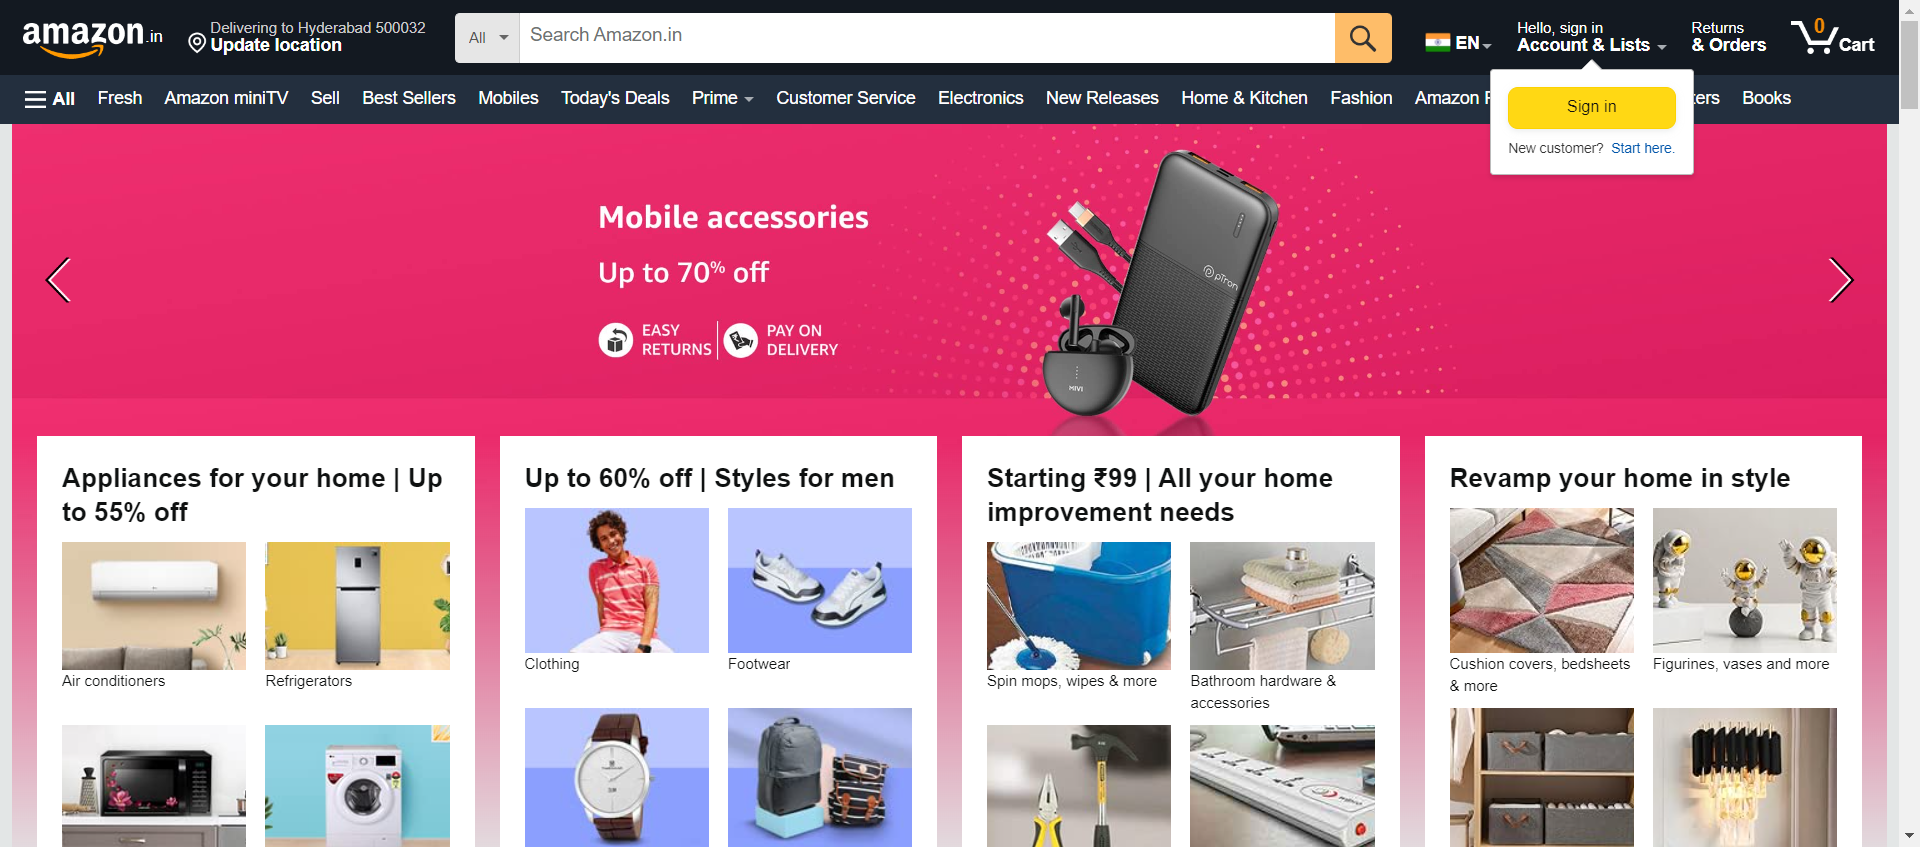 amazon.in
Delivering to Hyderabad 500032
Update location
All
Search Amazon.in
EN
Hello, sign in
Account & Lists
Returns
& Orders
0
Cart
All
Fresh
Amazon miniTV
Sell
Best Sellers
Mobiles
Today's Deals
Prime
Customer Service
Electronics
New Releases
Home & Kitchen
Fashion
Amazon
Books
Sign in
New customer? Start here.
Mobile accessories
Up to 70% off
EASY
RETURNS
PAY ON
DELIVERY
pTron
MIVI
Appliances for your home | Up
to 55% off
Air conditioners
Refrigerators
Up to 60% off | Styles for men
Clothing
Footwear
Starting ₹99 | All your home
improvement needs
Spin mops, wipes & more
Bathroom hardware &
accessories
Revamp your home in style
Cushion covers, bedsheets
& more
Figurines, vases and more